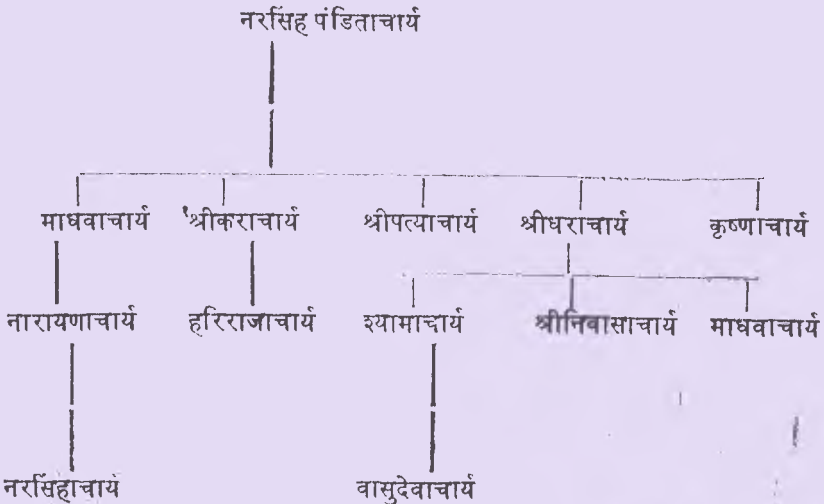 नरसिंह पंडिताचार्य
माधवाचार्य 'श्रीकराचार्य श्रीपत्याचार्य श्रीधराचार्य कृष्णाचार्य
नारायणाचार्य हरिराजाचार्य श्यामाचार्य श्रीनिवासाचार्य माधवाचार्य
नरसिंहाचार्य वासुदेवाचार्य